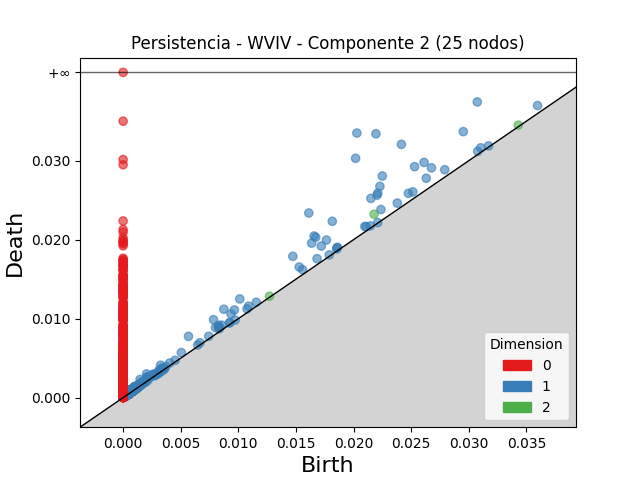 Persistencia - WVIV - Componente 2 (25 nodos)
+∞
0.030
0.020
0.010
0.000
Death
0.000 0.005 0.010 0.015 0.020 0.025 0.030 0.035
Birth
Dimension
0
1
2